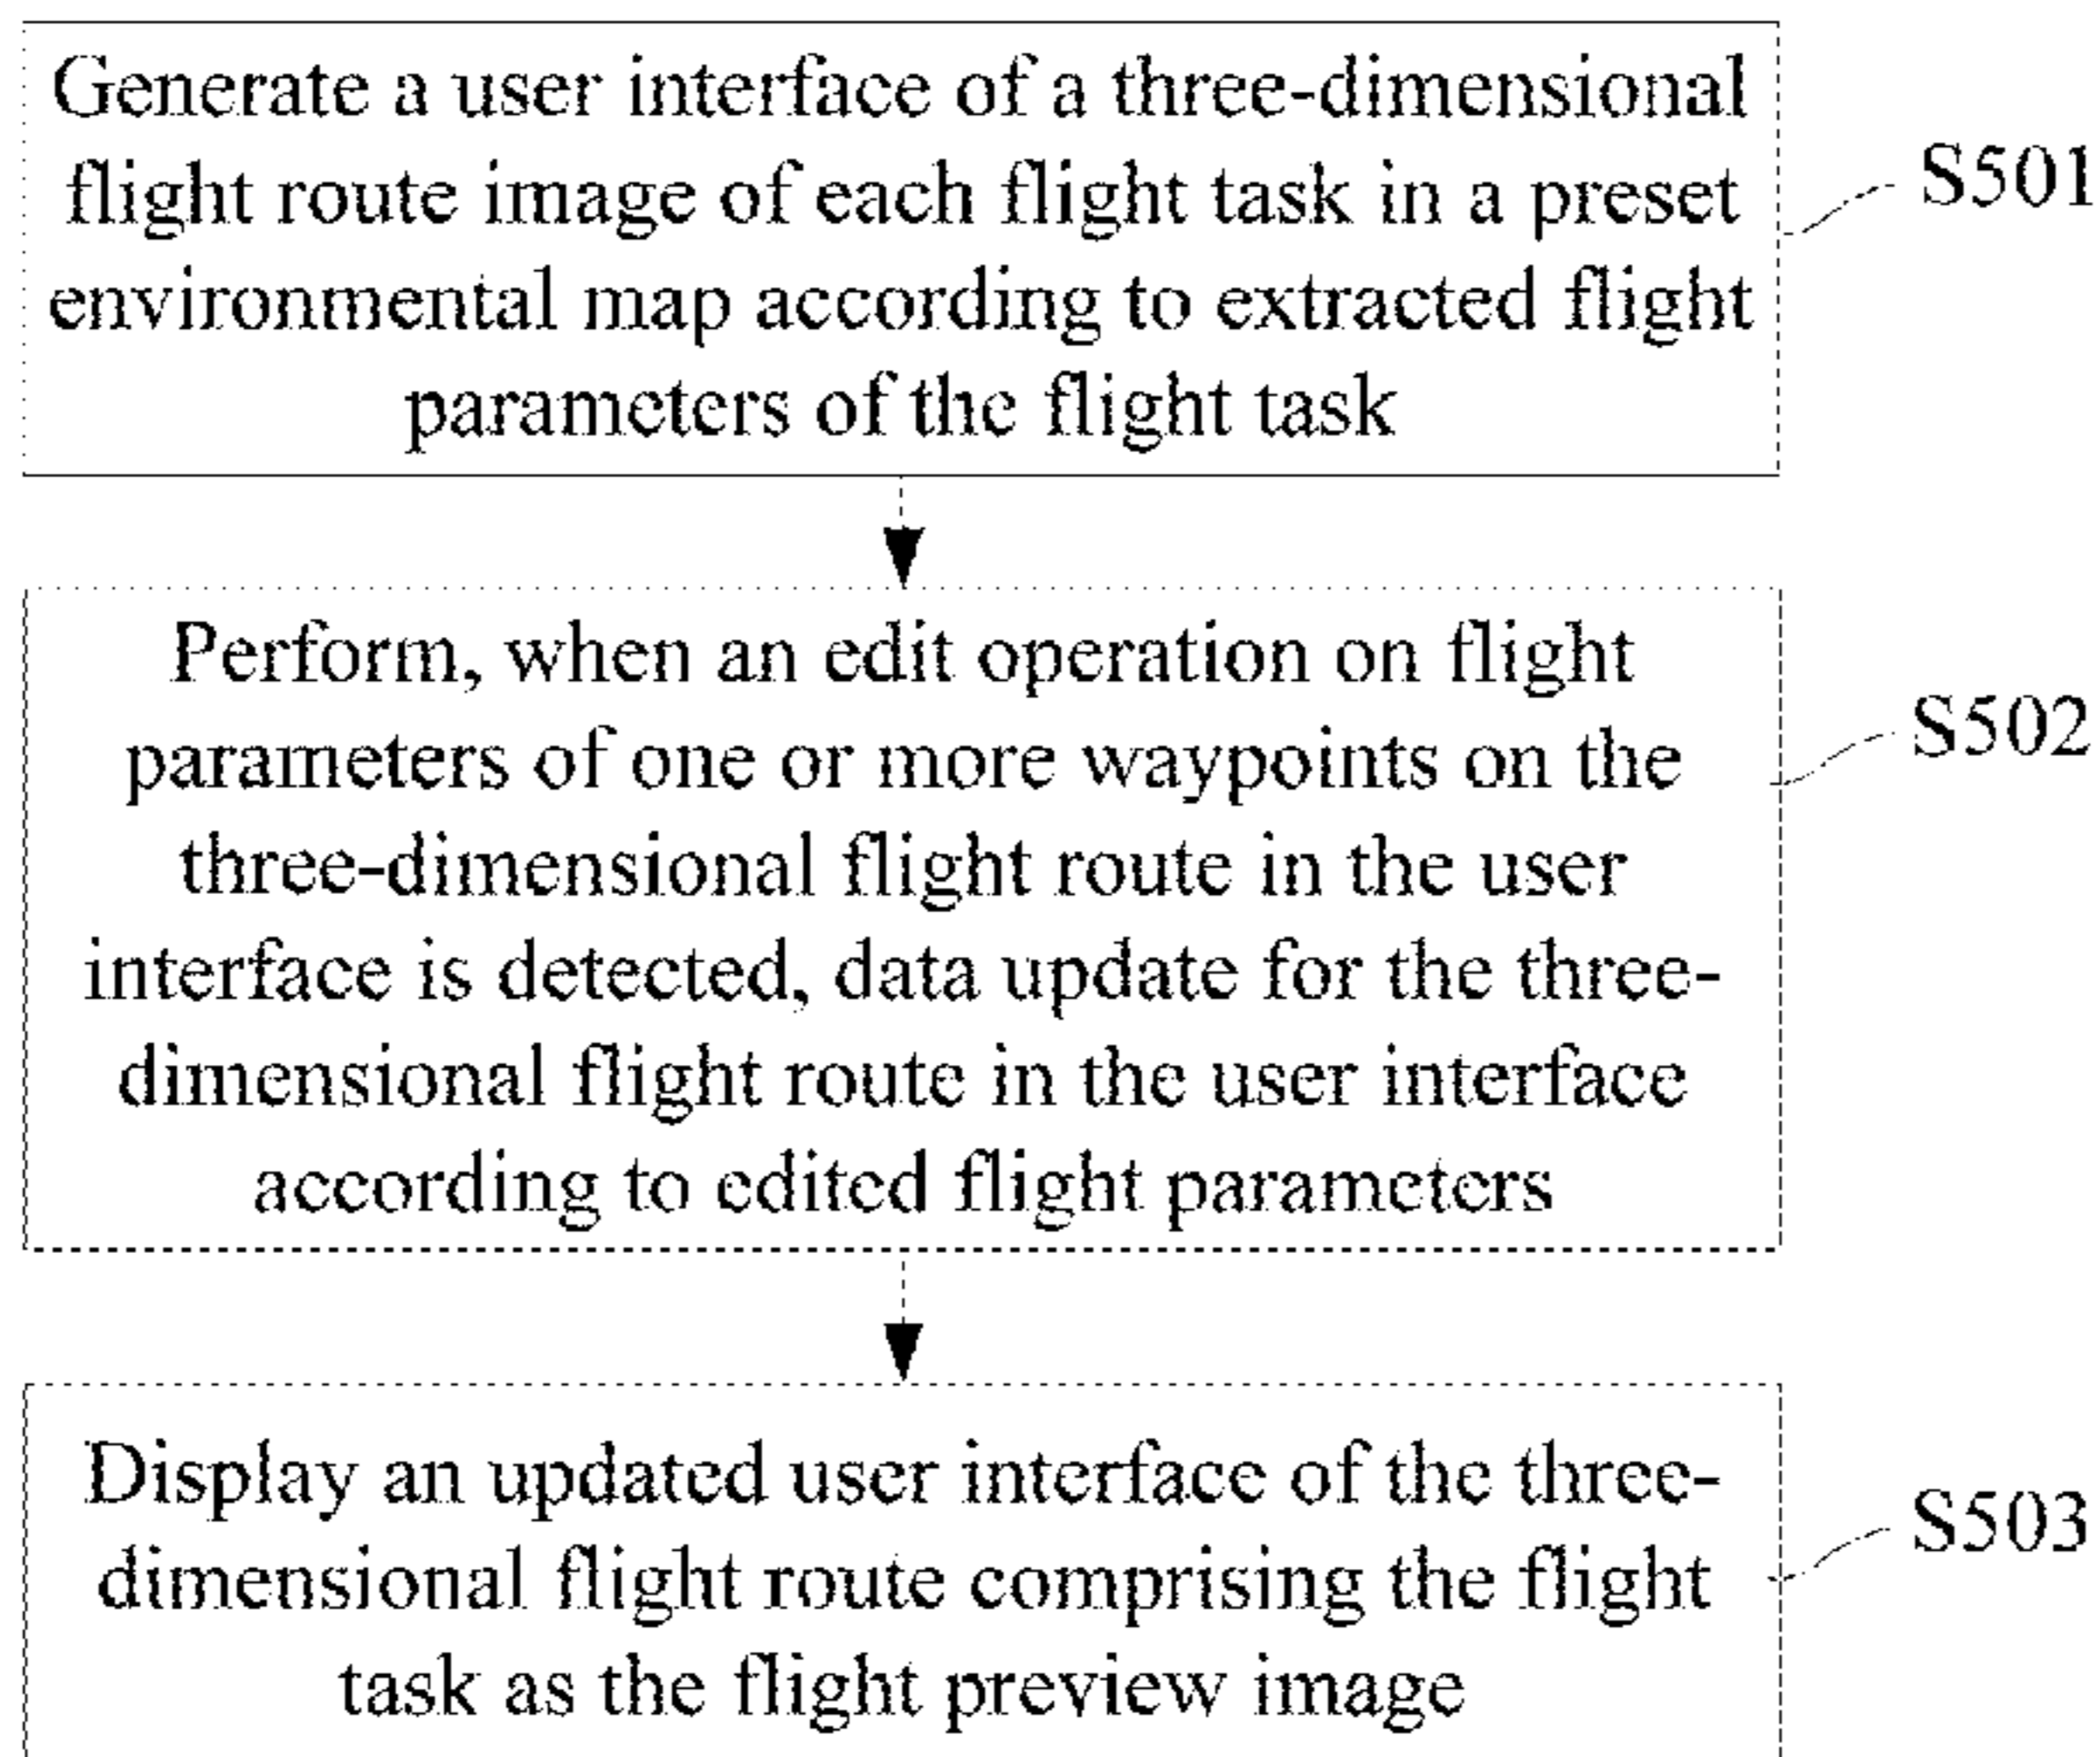 Generate a user interface of a three-dimensional
flight route image of each flight task in a preset
environmental map according to extracted flight
parameters of the flight task
S501
Perform, when an edit operation on flight
parameters of one or more waypoints on the
three-dimensional flight route in the user
interface is detected, data update for the three-
dimensional flight route in the user interface
according to edited flight parameters
S502
Display an updated user interface of the three-
dimensional flight route comprising the flight
task as the flight preview image
S503